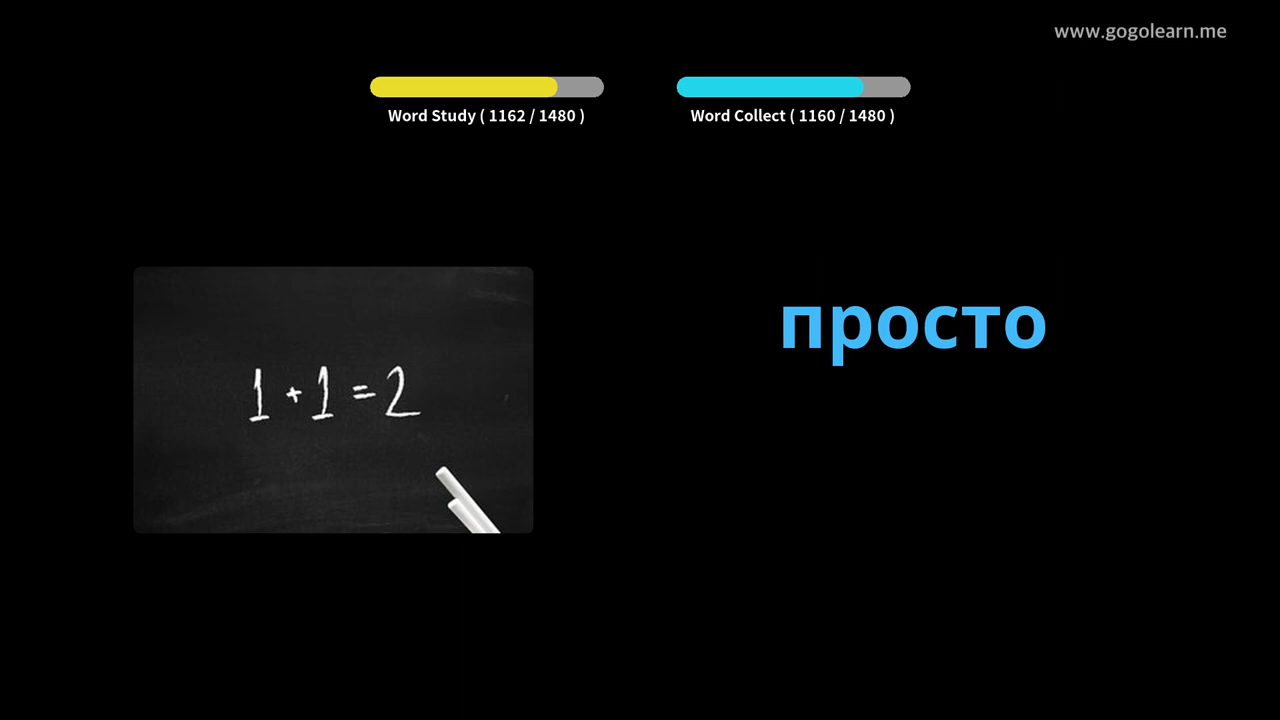 www.gogolearn.me
Word Study ( 1162 / 1480 )
Word Collect ( 1160 / 1480 )
1 + 1 = 2
просто